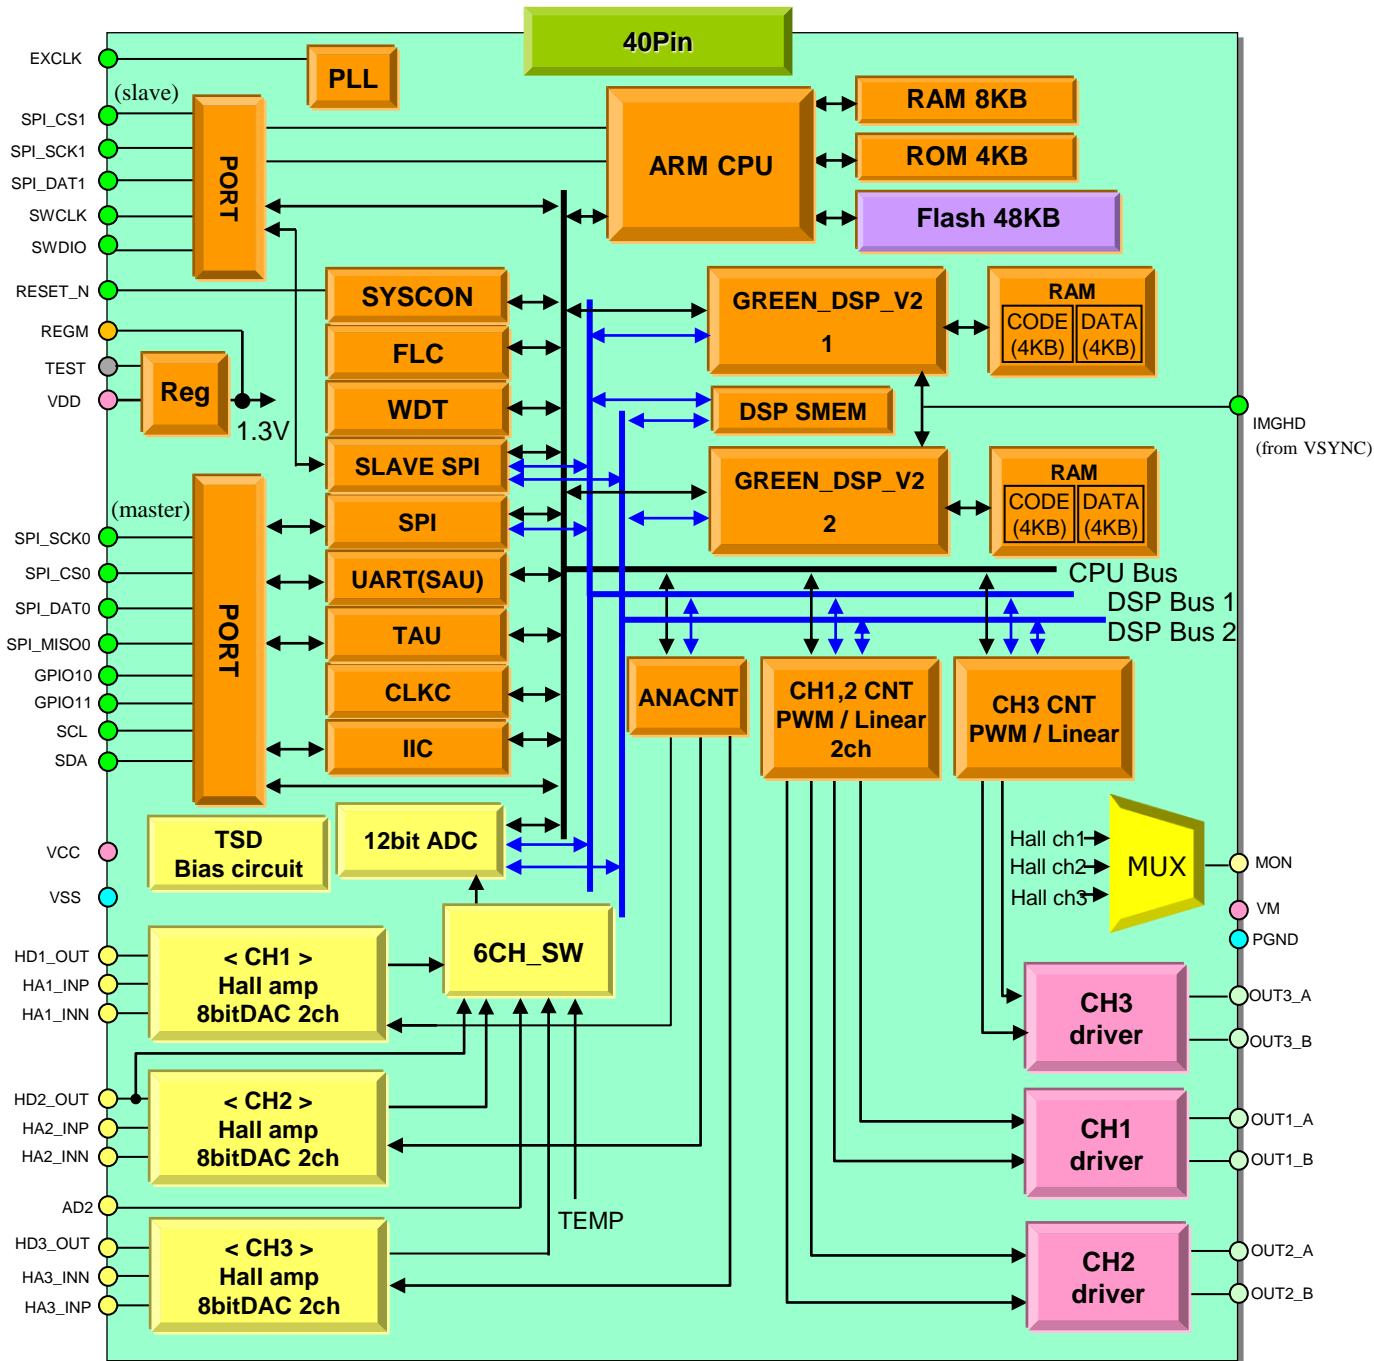 40Pin
EXCLK
PLL
(slave)
SPI_CS1
SPI_SCK1
SPI_DAT1
SWCLK
SWDIO
PORT
ARM CPU
RAM 8KB
ROM 4KB
Flash 48KB
RESET_N
REGM
TEST
VDD
Reg
1.3V
SYSCON
FLC
WDT
SLAVE SPI
SPI
UART(SAU)
TAU
CLKC
IIC
GREEN_DSP_V2
1
RAM
CODE
(4KB)
DATA
(4KB)
DSP SMEM
IMGHD
(from VSYNC)
GREEN_DSP_V2
2
RAM
CODE
(4KB)
DATA
(4KB)
(master)
SPI_SCK0
SPI_CS0
SPI_DAT0
SPI_MISO0
GPIO10
GPIO11
SCL
SDA
PORT
CPU Bus
DSP Bus 1
DSP Bus 2
ANACNT
CH1,2 CNT
PWM / Linear
2ch
CH3 CNT
PWM / Linear
VCC
VSS
TSD
Bias circuit
12bit ADC
6CH_SW
Hall ch1
Hall ch2
Hall ch3
MUX
MON
VM
PGND
HD1_OUT
HA1_INP
HA1_INN
< CH1 >
Hall amp
8bitDAC 2ch
HD2_OUT
HA2_INP
HA2_INN
< CH2 >
Hall amp
8bitDAC 2ch
AD2
TEMP
HD3_OUT
HA3_INN
HA3_INP
< CH3 >
Hall amp
8bitDAC 2ch
CH3
driver
OUT3_A
OUT3_B
CH1
driver
OUT1_A
OUT1_B
CH2
driver
OUT2_A
OUT2_B